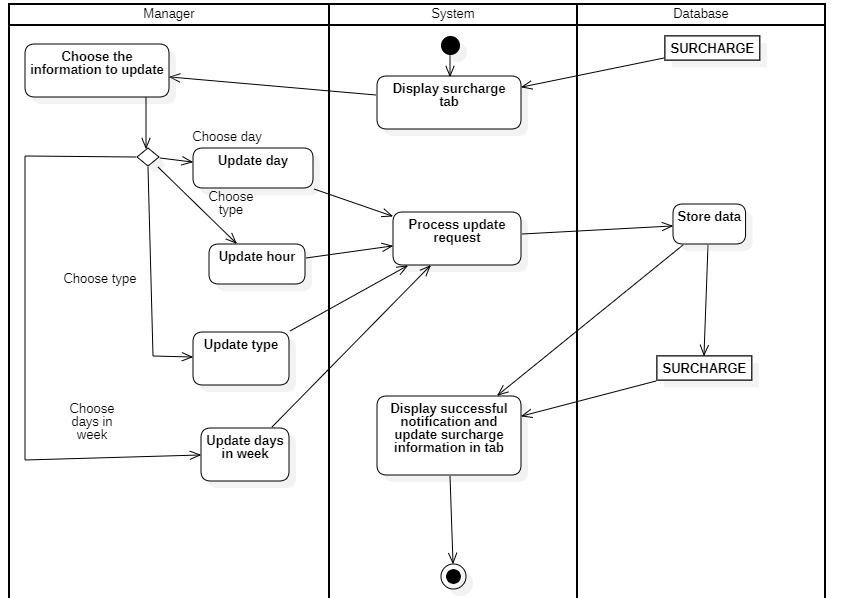 Manager
System
Database
Choose the
information to update
Display surcharge
tab
SURCHARGE
Choose day
Update day
Choose
type
Update hour
Process update
request
Store data
Choose type
Update type
SURCHARGE
Choose
days in
week
Update days
in week
Display successful
notification and
update surcharge
information in tab